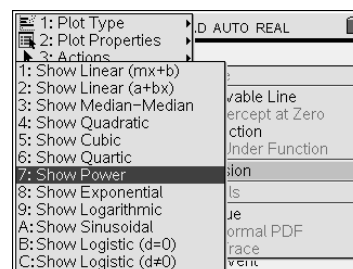 1: Plot Type
2: Plot Properties
3: Actions
AUTO REAL
1: Show Linear (mx+b)
2: Show Linear (a+bx)
3: Show Median-Median
4: Show Quadratic
5: Show Cubic
6: Show Quartic
7: Show Power
8: Show Exponential
9: Show Logarithmic
A: Show Sinusoidal
B: Show Logistic (d=0)
C: Show Logistic (d≠0)
vable Line
ercept at Zero
ction
Under Function
sion
ls
ue
ormal PDF
race